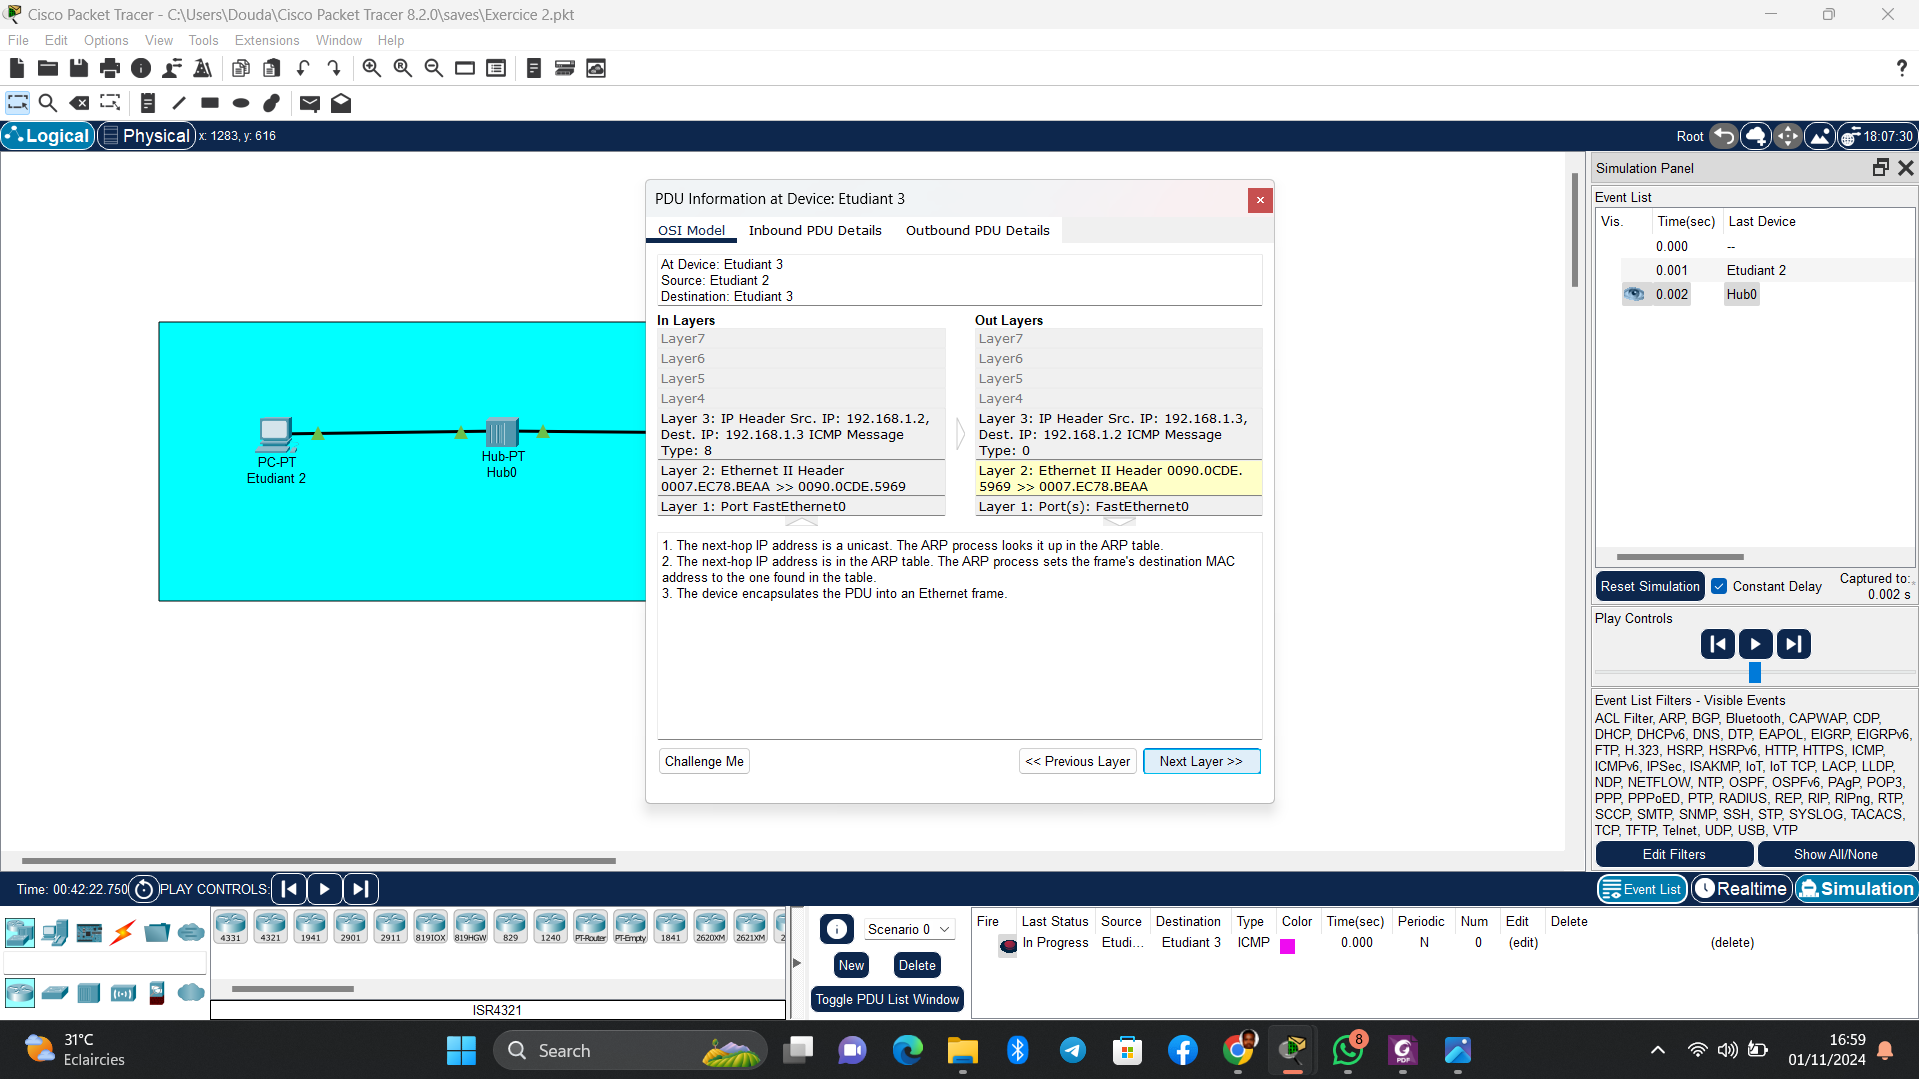 Cisco Packet Tracer - C:\Users\Douda\Cisco Packet Tracer 8.2.0\saves\Exercice 2.pkt
File Edit Options View Tools Extensions Window Help
?
Logical Physical x: 1283, y: 616 Root 18:07:30
Simulation Panel
Event List
Vis. Time(sec) Last Device
0.000 --
0.001 Etudiant 2
0.002 Hub0
PC-PT
Etudiant 2
Hub-PT
Hub0
PDU Information at Device: Etudiant 3
OSI Model Inbound PDU Details Outbound PDU Details
At Device: Etudiant 3
Source: Etudiant 2
Destination: Etudiant 3
In Layers
Layer7
Layer6
Layer5
Layer4
Layer 3: IP Header Src. IP: 192.168.1.2,
Dest. IP: 192.168.1.3 ICMP Message
Type: 8
Layer 2: Ethernet II Header
0007.EC78.BEAA >> 0090.0CDE.5969
Layer 1: Port FastEthernet0
Out Layers
Layer7
Layer6
Layer5
Layer4
Layer 3: IP Header Src. IP: 192.168.1.3,
Dest. IP: 192.168.1.2 ICMP Message
Type: 0
Layer 2: Ethernet II Header 0090.0CDE.
5969 >> 0007.EC78.BEAA
Layer 1: Port(s): FastEthernet0
1. The next-hop IP address is a unicast. The ARP process looks it up in the ARP table.
2. The next-hop IP address is in the ARP table. The ARP process sets the frame's destination MAC
address to the one found in the table.
3. The device encapsulates the PDU into an Ethernet frame.
Challenge Me << Previous Layer Next Layer >>
Reset Simulation Constant Delay Captured to:
0.002 s
Play Controls
Event List Filters - Visible Events
ACL Filter, ARP, BGP, Bluetooth, CAPWAP, CDP,
DHCP, DHCPv6, DNS, DTP, EAPOL, EIGRP, EIGRPv6,
FTP, H.323, HSRP, HSRPv6, HTTP, HTTPS, ICMP,
ICMPv6, IPSec, ISAKMP, IoT, IoT TCP, LACP, LLDP,
NDP, NETFLOW, NTP, OSPF, OSPFv6, PAgP, POP3,
PPP, PPPoED, PTP, RADIUS, REP, RIP, RIPng, RTP,
SCCP, SMTP, SNMP, SSH, STP, SYSLOG, TACACS,
TCP, TFTP, Telnet, UDP, USB, VTP
Edit Filters Show All/None
Time: 00:42:22.750 PLAY CONTROLS: Event List Realtime Simulation
4331 4321 1941 2901 2911 819IOX 819HGW 829 1240 PT-Router PT-Empty 1841 2620XM 2621XM
ISR4321
Scenario 0
New Delete
Toggle PDU List Window
Fire Last Status Source Destination Type Color Time(sec) Periodic Num Edit Delete
In Progress Etudi... Etudiant 3 ICMP 0.000 N 0 (edit) (delete)
31°C
Eclaircies
Search
8
PDF
16:59
01/11/2024